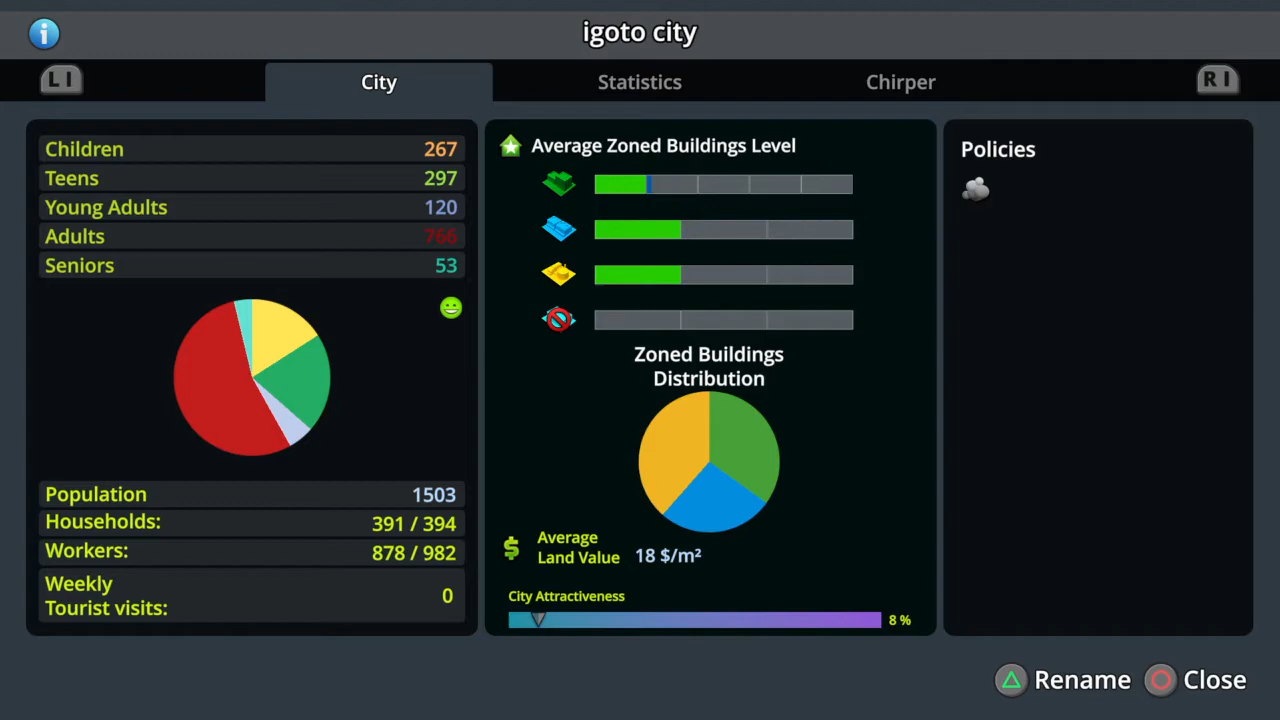 igoto city
L1
City
Statistics
Chirper
R1
Children 267
Teens 297
Young Adults 120
Adults 766
Seniors 53
Population 1503
Households: 391 / 394
Workers: 878 / 982
Weekly
Tourist visits: 0
Average Zoned Buildings Level
Zoned Buildings
Distribution
Average
Land Value 18 $/m²
City Attractiveness
8 %
Policies
Rename
Close